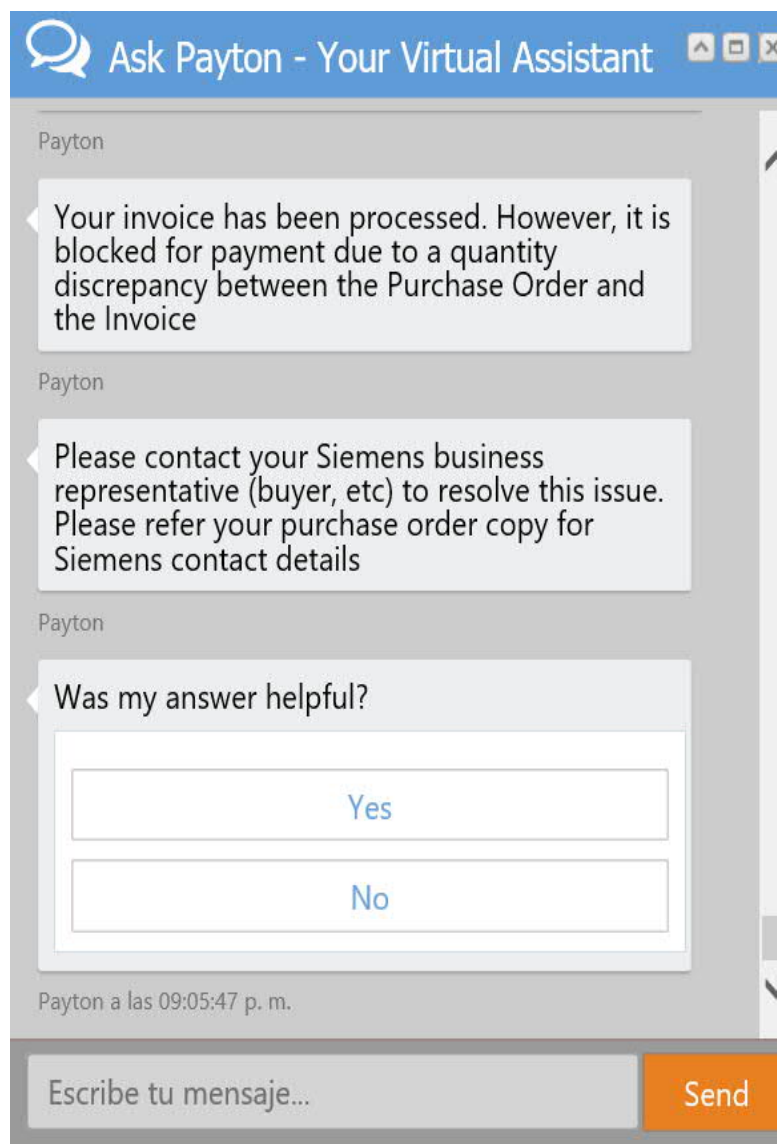 Ask Payton - Your Virtual Assistant
Payton
Your invoice has been processed. However, it is
blocked for payment due to a quantity
discrepancy between the Purchase Order and
the Invoice
Payton
Please contact your Siemens business
representative (buyer, etc) to resolve this issue.
Please refer your purchase order copy for
Siemens contact details
Payton
Was my answer helpful?
Yes
No
Payton a las 09:05:47 p. m.
Escribe tu mensaje...
Send